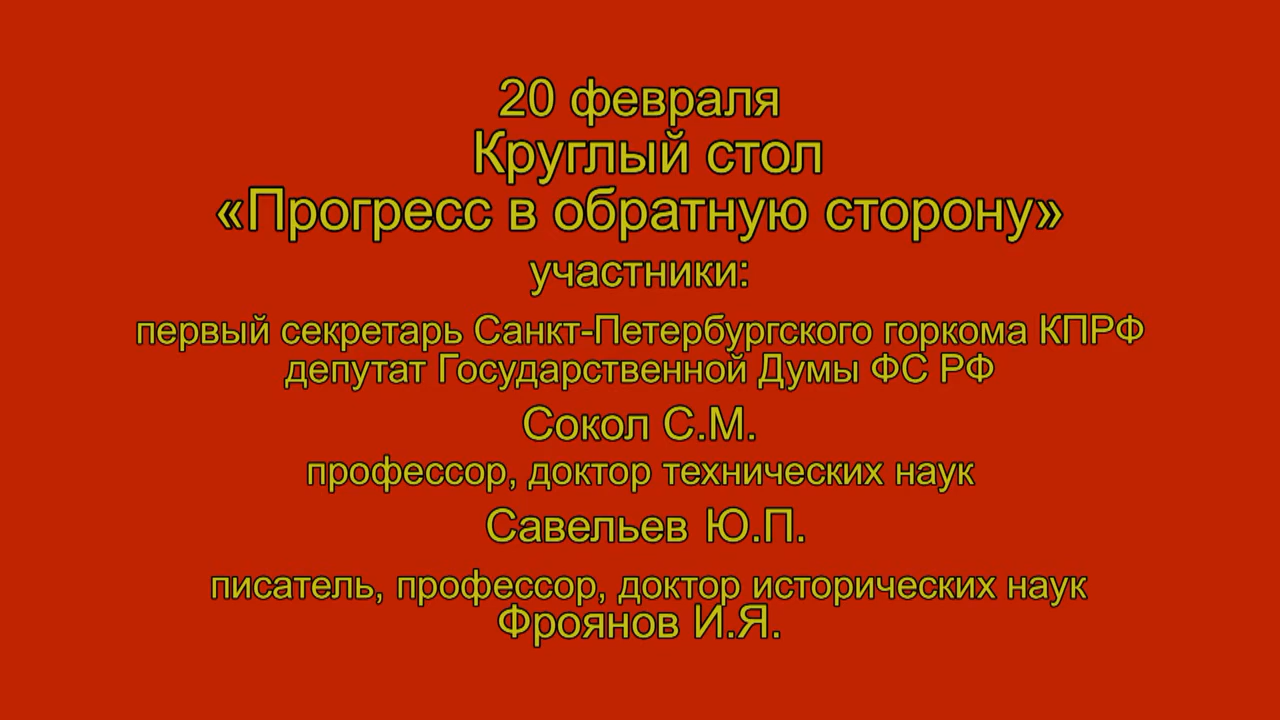 20 февраля
Круглый стол
«Прогресс в обратную сторону»
участники:
первый секретарь Санкт-Петербургского горкома КПРФ
депутат Государственной Думы ФС РФ
Сокол С.М.
профессор, доктор технических наук
Савельев Ю.П.
писатель, профессор, доктор исторических наук
Фроянов И.Я.